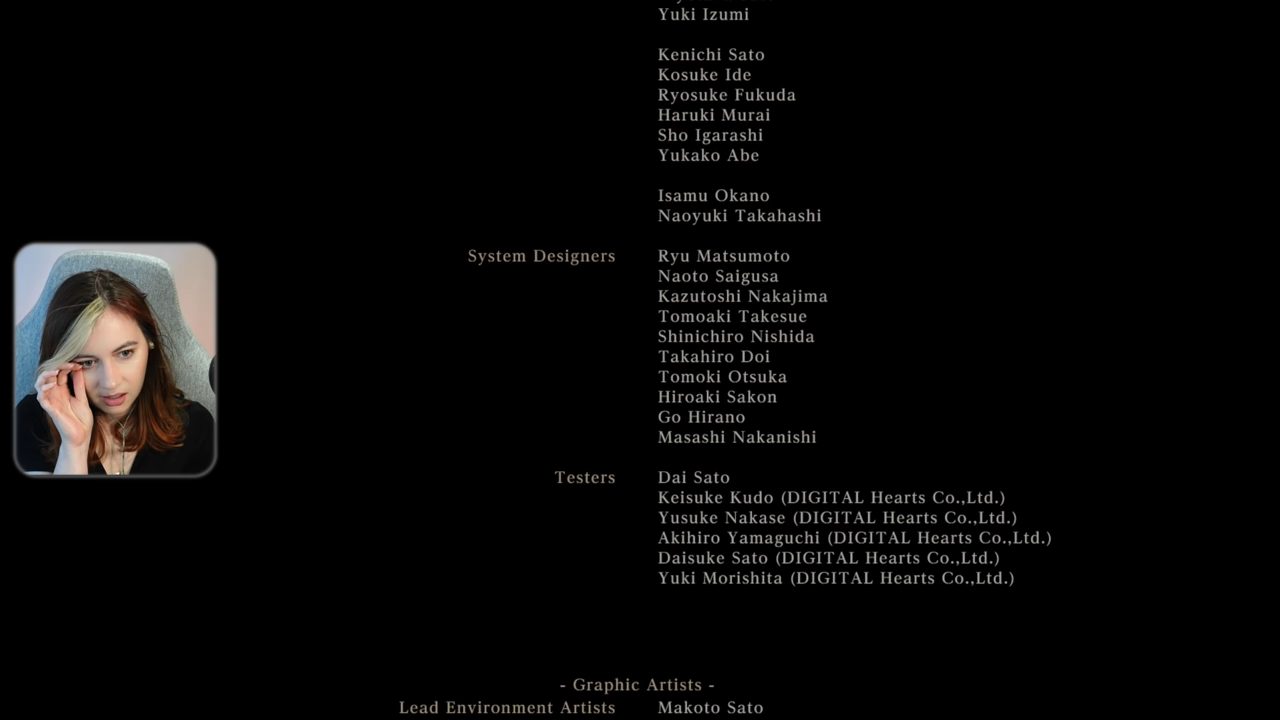 Yuki Izumi
Kenichi Sato
Kosuke Ide
Ryosuke Fukuda
Haruki Murai
Sho Igarashi
Yukako Abe
Isamu Okano
Naoyuki Takahashi
System Designers Ryu Matsumoto
Naoto Saigusa
Kazutoshi Nakajima
Tomoaki Takesue
Shinichiro Nishida
Takahiro Doi
Tomoki Otsuka
Hiroaki Sakon
Go Hirano
Masashi Nakanishi
Testers Dai Sato
Keisuke Kudo (DIGITAL Hearts Co.,Ltd.)
Yusuke Nakase (DIGITAL Hearts Co.,Ltd.)
Akihiro Yamaguchi (DIGITAL Hearts Co.,Ltd.)
Daisuke Sato (DIGITAL Hearts Co.,Ltd.)
Yuki Morishita (DIGITAL Hearts Co.,Ltd.)
- Graphic Artists -
Lead Environment Artists Makoto Sato